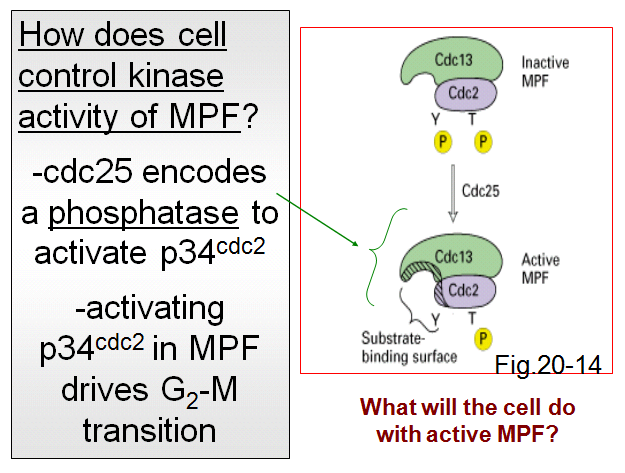 How does cell
control kinase
activity of MPF?
-cdc25 encodes
a phosphatase to
activate p34cdc2
-activating
p34cdc2 in MPF
drives G2-M
transition
Cdc13
Cdc2
Inactive
MPF
Y T
P P
Cdc25
Cdc13
Cdc2
Active
MPF
Y T
P
Substrate-
binding surface
Fig.20-14
What will the cell do
with active MPF?